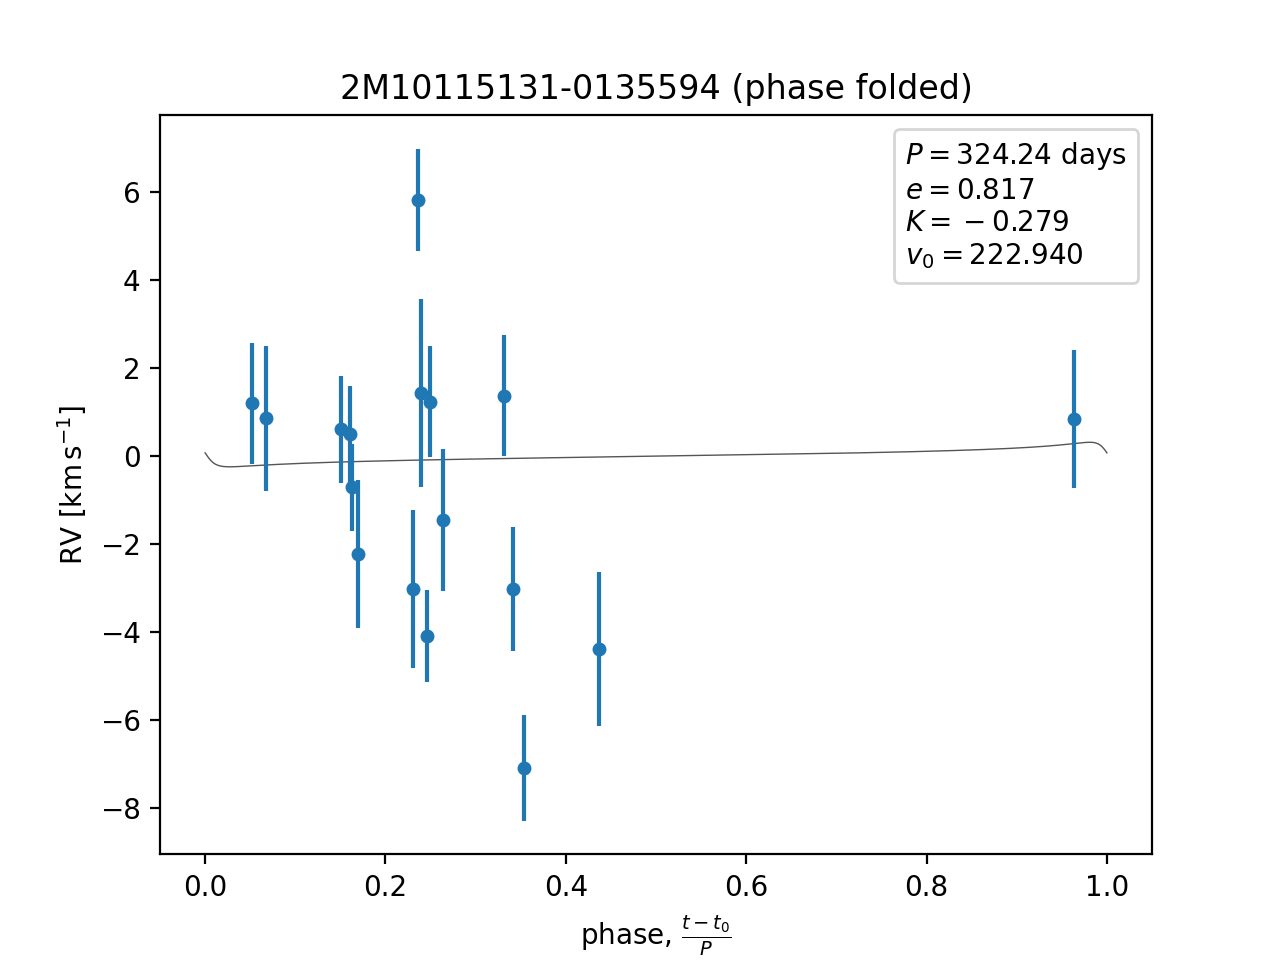 2M10115131-0135594 (phase folded)
P = 324.24 days
e = 0.817
K = −0.279
v₀ = 222.940
6
4
2
0
−2
−4
−6
−8
RV [km s⁻¹]
0.0 0.2 0.4 0.6 0.8 1.0
phase, (t − t₀)/P